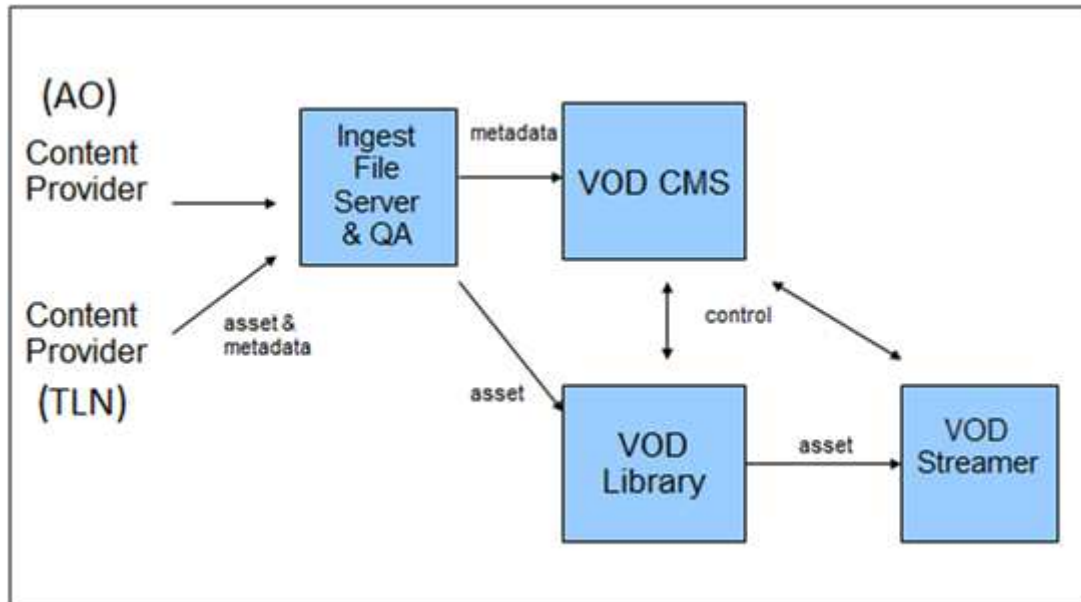 (AO)
Content
Provider
Ingest
File
Server
& QA
metadata
VOD CMS
Content
Provider
(TLN)
asset &
metadata
control
asset
VOD
Library
asset
VOD
Streamer